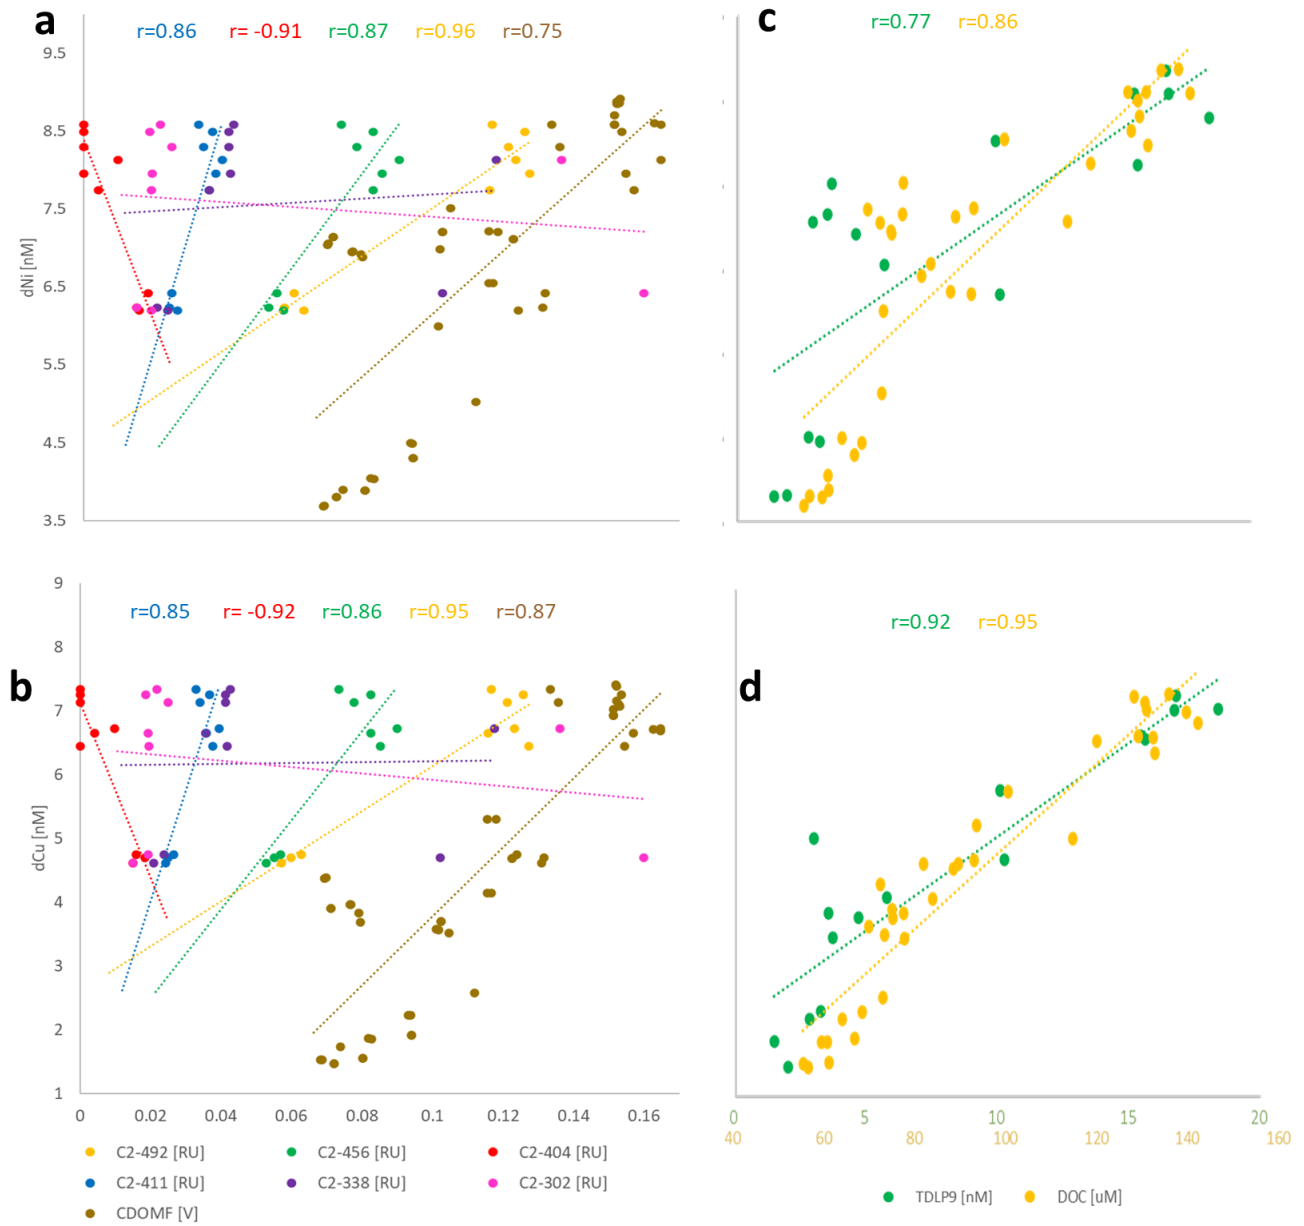 a
r=0.86 r= -0.91 r=0.87 r=0.96 r=0.75
9.5
8.5
7.5
6.5
5.5
4.5
3.5
dNi [nM]
c
r=0.77 r=0.86
b
r=0.85 r= -0.92 r=0.86 r=0.95 r=0.87
9
8
7
6
5
4
3
2
1
dCu [nM]
0 0.02 0.04 0.06 0.08 0.1 0.12 0.14 0.16
C2-492 [RU] C2-456 [RU] C2-404 [RU]
C2-411 [RU] C2-338 [RU] C2-302 [RU]
CDOMF [V]
d
r=0.92 r=0.95
0 5 10 15 20
40 60 80 100 120 140 160
TDLP9 [nM] DOC [uM]